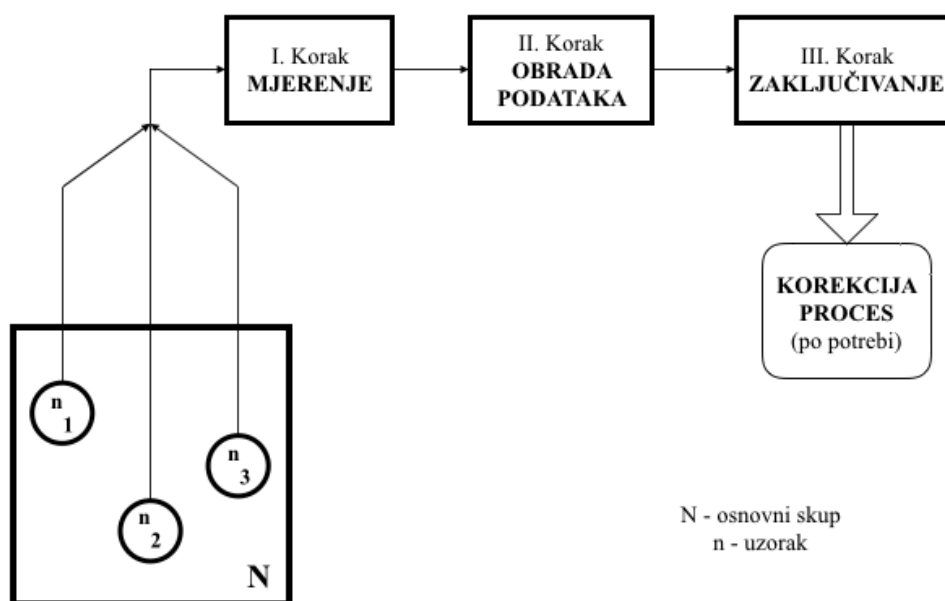 I. Korak
MJERENJE
II. Korak
OBRADA
PODATAKA
III. Korak
ZAKLJUČIVANJE
KOREKCIJA
PROCES
(po potrebi)
n 1
n 2
n 3
N
N - osnovni skup
n - uzorak